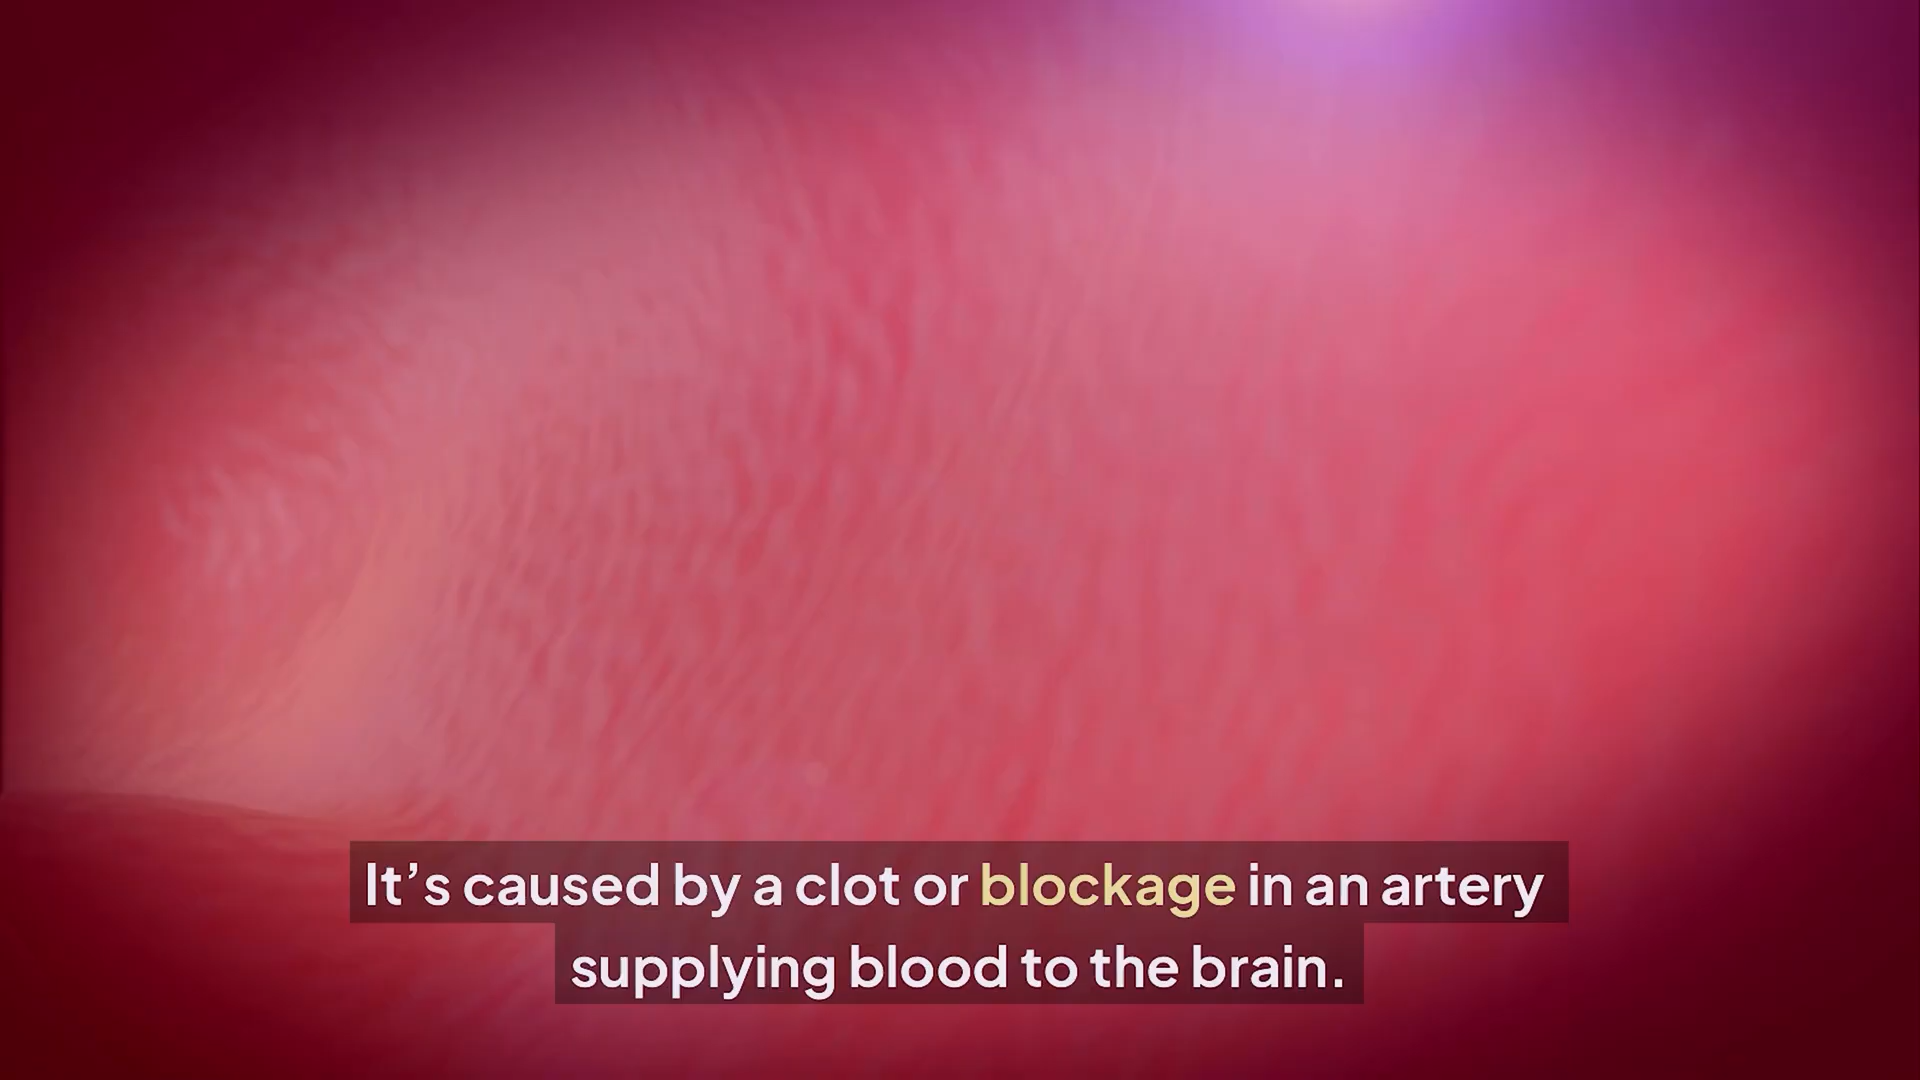 It’s caused by a clot or blockage in an artery
supplying blood to the brain.